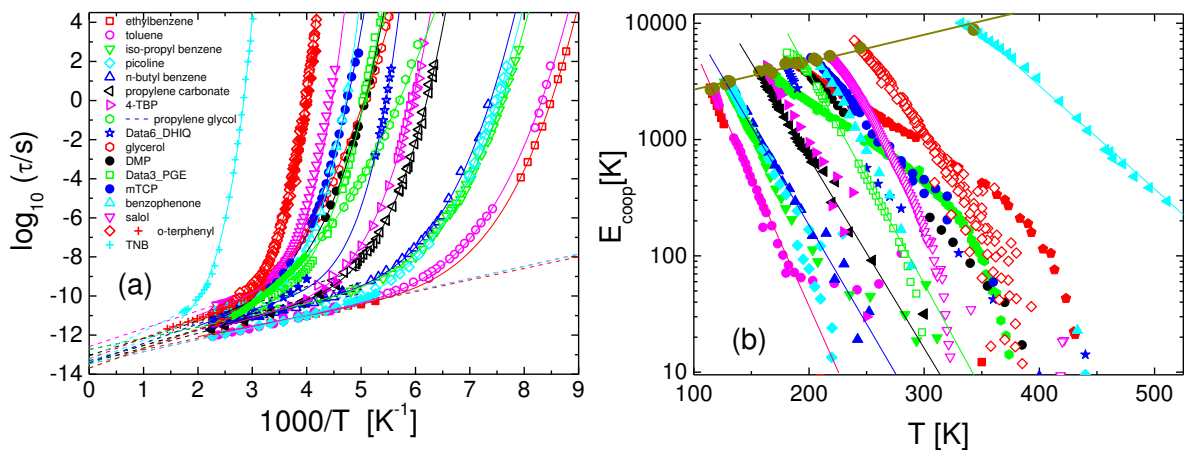 4
2
0
-2
-4
-6
-8
-10
-12
-14
log₁₀ (τ/s)
ethylbenzene
toluene
iso-propyl benzene
picoline
n-butyl benzene
propylene carbonate
4-TBP
propylene glycol
Data6_DHIQ
glycerol
DMP
Data3_PGE
mTCP
benzophenone
salol
o-terphenyl
TNB
(a)
0 1 2 3 4 5 6 7 8 9
1000/T [K⁻¹]
10000
1000
100
10
E_coop [K]
(b)
100 200 300 400 500
T [K]